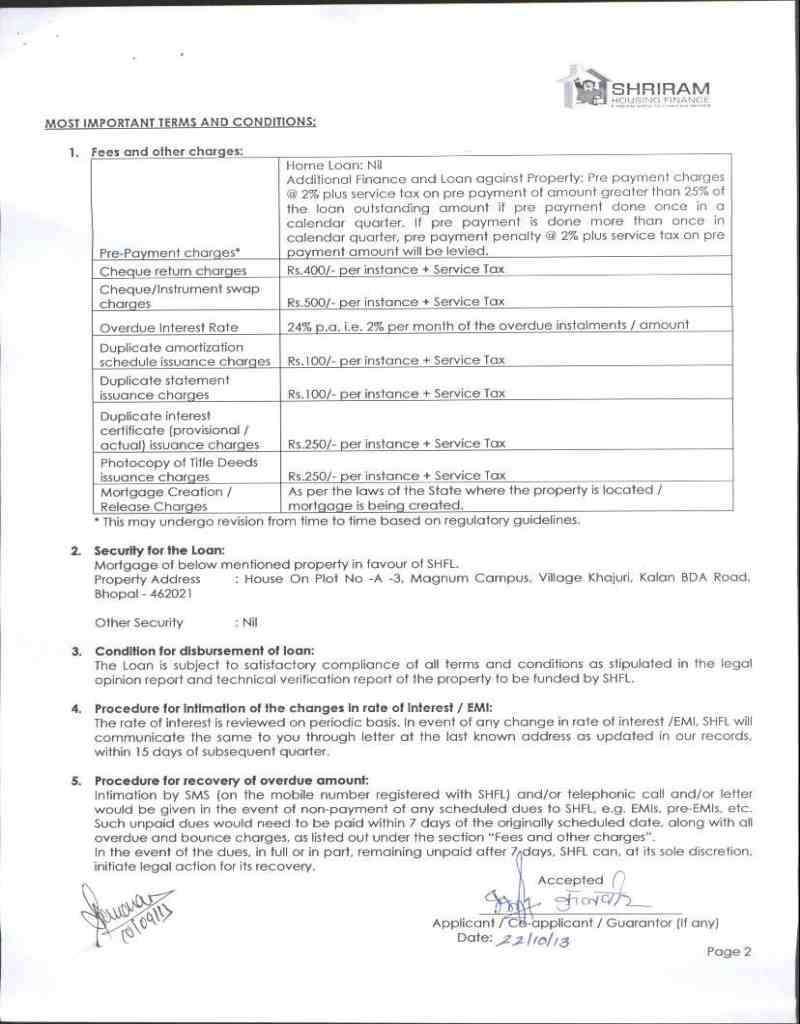 SHRIRAM
HOUSING FINANCE
MOST IMPORTANT TERMS AND CONDITIONS:
1. Fees and other charges:
Pre-Payment charges*
Home Loan: Nil
Additional Finance and Loan against Property: Pre payment charges
@ 2% plus service tax on pre payment of amount greater than 25% of
the loan outstanding amount if pre payment done once in a
calendar quarter. If pre payment is done more than once in
calendar quarter, pre payment penalty @ 2% plus service tax on pre
payment amount will be levied.
Cheque return charges
Rs.400/- per instance + Service Tax
Cheque/Instrument swap
charges
Rs.500/- per instance + Service Tax
Overdue Interest Rate
24% p.a. i.e. 2% per month of the overdue instalments / amount
Duplicate amortization
schedule issuance charges
Rs.100/- per instance + Service Tax
Duplicate statement
issuance charges
Rs.100/- per instance + Service Tax
Duplicate interest
certificate (provisional /
actual) issuance charges
Rs.250/- per instance + Service Tax
Photocopy of Title Deeds
issuance charges
Rs.250/- per instance + Service Tax
Mortgage Creation /
Release Charges
As per the laws of the State where the property is located /
mortgage is being created.
* This may undergo revision from time to time based on regulatory guidelines.
2. Security for the Loan:
Mortgage of below mentioned property in favour of SHFL.
Property Address : House On Plot No -A -3, Magnum Campus, Village Khajuri, Kalan BDA Road,
Bhopal - 462021
Other Security : Nil
3. Condition for disbursement of loan:
The Loan is subject to satisfactory compliance of all terms and conditions as stipulated in the legal
opinion report and technical verification report of the property to be funded by SHFL.
4. Procedure for intimation of the changes in rate of interest / EMI:
The rate of interest is reviewed on periodic basis. In event of any change in rate of interest /EMI, SHFL will
communicate the same to you through letter at the last known address as updated in our records,
within 15 days of subsequent quarter.
5. Procedure for recovery of overdue amount:
Intimation by SMS (on the mobile number registered with SHFL) and/or telephonic call and/or letter
would be given in the event of non-payment of any scheduled dues to SHFL, e.g. EMIs, pre-EMIs, etc.
Such unpaid dues would need to be paid within 7 days of the originally scheduled date, along with all
overdue and bounce charges, as listed out under the section "Fees and other charges".
In the event of the dues, in full or in part, remaining unpaid after 7 days, SHFL can, at its sole discretion,
initiate legal action for its recovery.
Accepted
Applicant / Co-applicant / Guarantor (If any)
Date: 22/10/13
Page 2